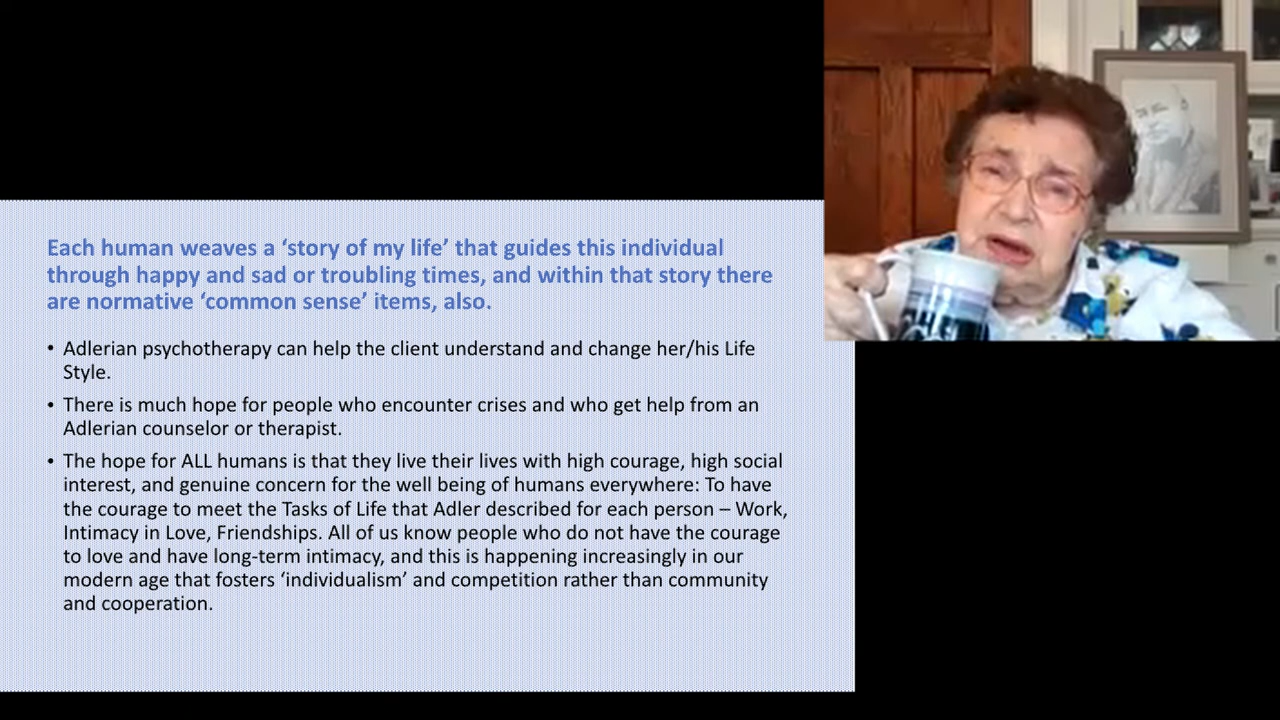 Each human weaves a ‘story of my life’ that guides this individual
through happy and sad or troubling times, and within that story there
are normative ‘common sense’ items, also.
• Adlerian psychotherapy can help the client understand and change her/his Life
Style.
• There is much hope for people who encounter crises and who get help from an
Adlerian counselor or therapist.
• The hope for ALL humans is that they live their lives with high courage, high social
interest, and genuine concern for the well being of humans everywhere: To have
the courage to meet the Tasks of Life that Adler described for each person – Work,
Intimacy in Love, Friendships. All of us know people who do not have the courage
to love and have long-term intimacy, and this is happening increasingly in our
modern age that fosters ‘individualism’ and competition rather than community
and cooperation.